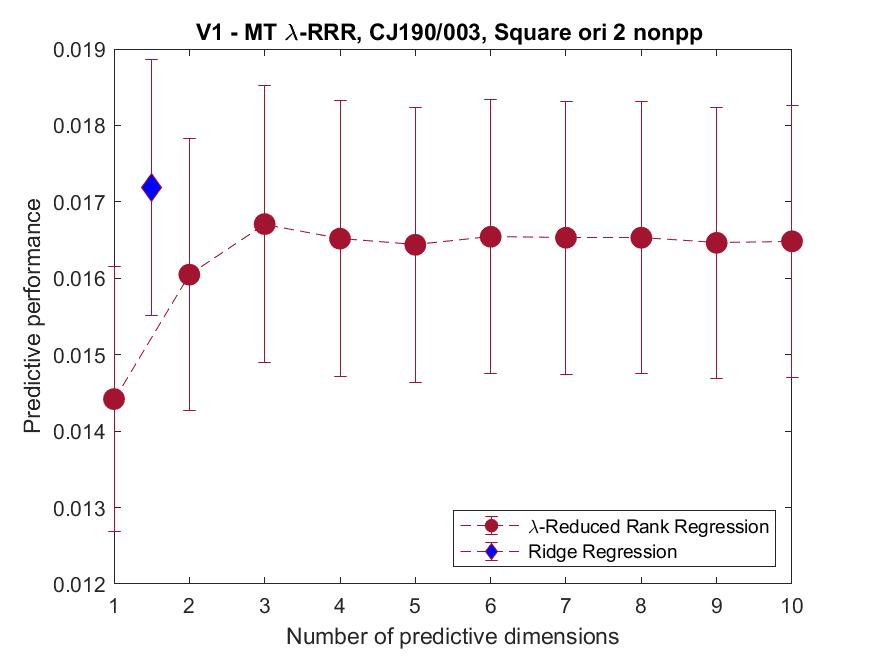 V1 - MT λ-RRR, CJ190/003, Square ori 2 nonpp
0.019
0.018
0.017
0.016
0.015
0.014
0.013
0.012
Predictive performance
λ-Reduced Rank Regression
Ridge Regression
1 2 3 4 5 6 7 8 9 10
Number of predictive dimensions